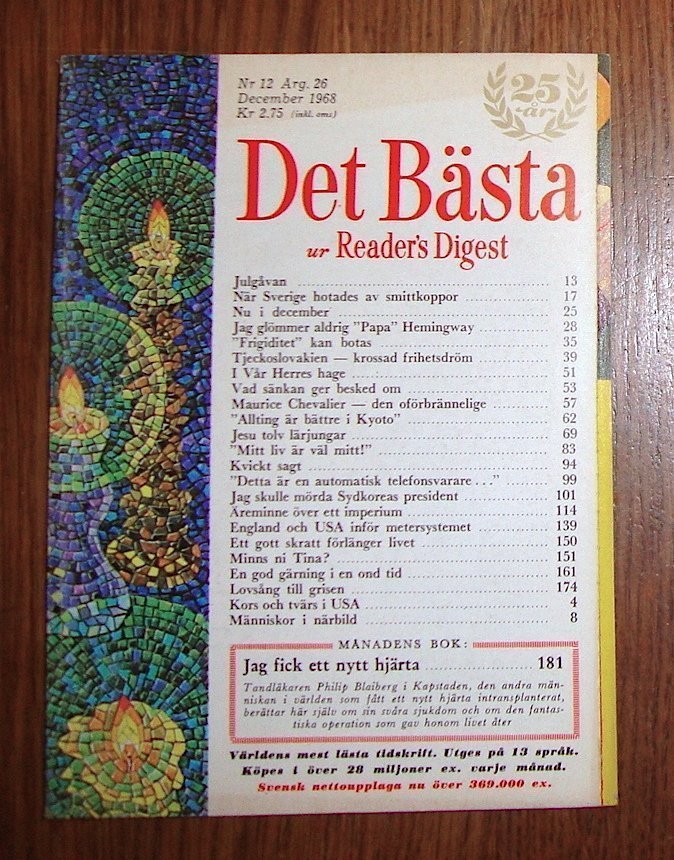 Nr 12 Arg. 26
December 1968
Kr 2.75 (inkl. oms)
25
år
Det Bästa
ur Reader's Digest
Julgåvan ........ 13
När Sverige hotades av smittkoppor ........ 17
Nu i december ........ 25
Jag glömmer aldrig "Papa" Hemingway ........ 28
"Frigiditet" kan botas ........ 35
Tjeckoslovakien — krossad frihetsdröm ........ 39
I Vår Herres hage ........ 51
Vad sänkan ger besked om ........ 53
Maurice Chevalier — den oförbrännelige ........ 57
"Allting är bättre i Kyoto" ........ 62
Jesu tolv lärjungar ........ 69
"Mitt liv är väl mitt!" ........ 83
Kvickt sagt ........ 94
"Detta är en automatisk telefonsvarare . . ." ........ 99
Jag skulle mörda Sydkoreas president ........ 101
Äreminne över ett imperium ........ 114
England och USA inför metersystemet ........ 139
Ett gott skratt förlänger livet ........ 150
Minns ni Tina? ........ 151
En god gärning i en ond tid ........ 161
Lovsång till grisen ........ 174
Kors och tvärs i USA ........ 4
Människor i närbild ........ 8
MÅNADENS BOK:
Jag fick ett nytt hjärta ........ 181
Tandläkaren Philip Blaiberg i Kapstaden, den andra män-
niskan i världen som fått ett nytt hjärta intransplanterat,
berättar här själv om sin svåra sjukdom och om den fantas-
tiska operation som gav honom livet åter
Världens mest lästa tidskrift. Utges på 13 språk.
Köpes i över 28 miljoner ex. varje månad.
Svensk nettoupplaga nu över 369.000 ex.